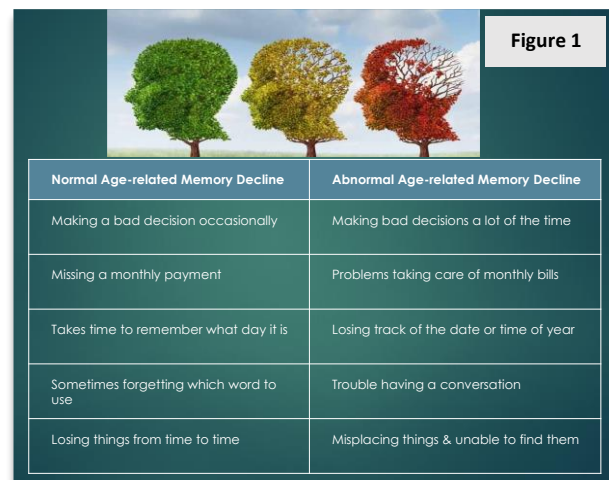 Figure 1
Normal Age-related Memory Decline
Abnormal Age-related Memory Decline
Making a bad decision occasionally
Making bad decisions a lot of the time
Missing a monthly payment
Problems taking care of monthly bills
Takes time to remember what day it is
Losing track of the date or time of year
Sometimes forgetting which word to
use
Trouble having a conversation
Losing things from time to time
Misplacing things & unable to find them